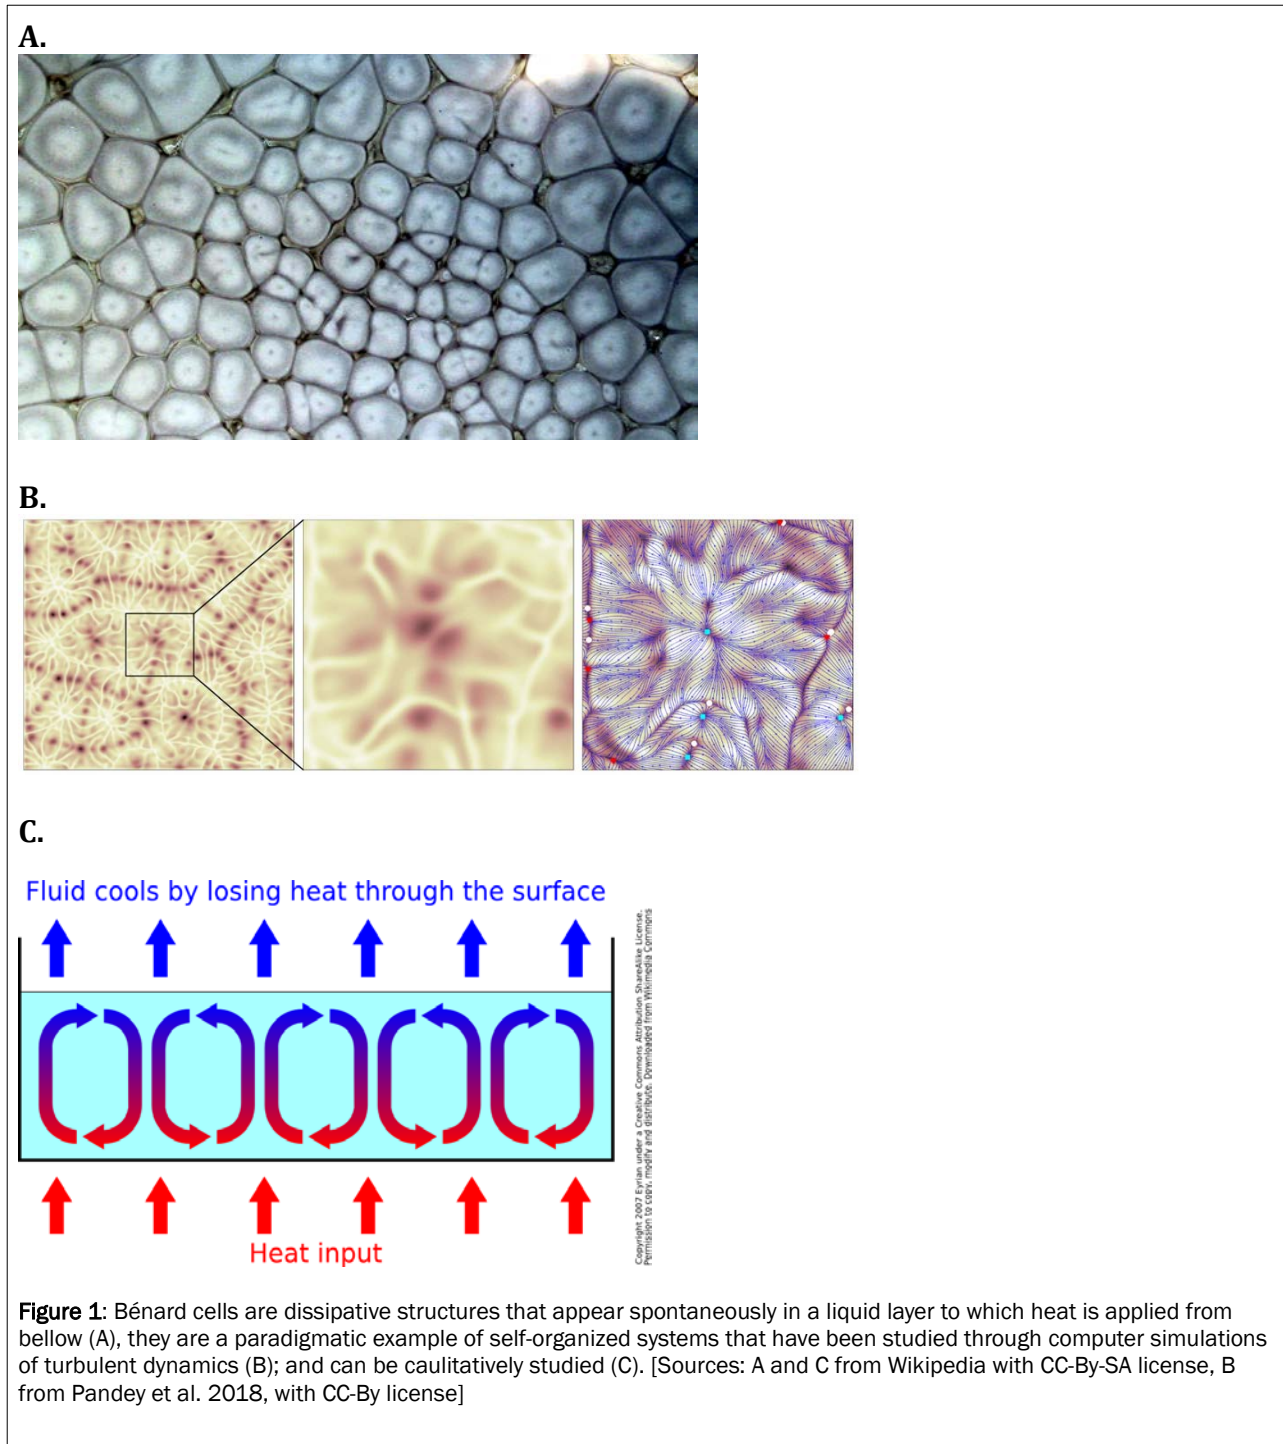 A.
B.
C.
Fluid cools by losing heat through the surface
Heat input
Copyright 2007 Eyrian under a Creative Commons Attribution ShareAlike License.
Permission to copy, modify and distribute. Downloaded from Wikimedia Commons
Figure 1: Bénard cells are dissipative structures that appear spontaneously in a liquid layer to which heat is applied from
bellow (A), they are a paradigmatic example of self-organized systems that have been studied through computer simulations
of turbulent dynamics (B); and can be caulitatively studied (C). [Sources: A and C from Wikipedia with CC-By-SA license, B
from Pandey et al. 2018, with CC-By license]